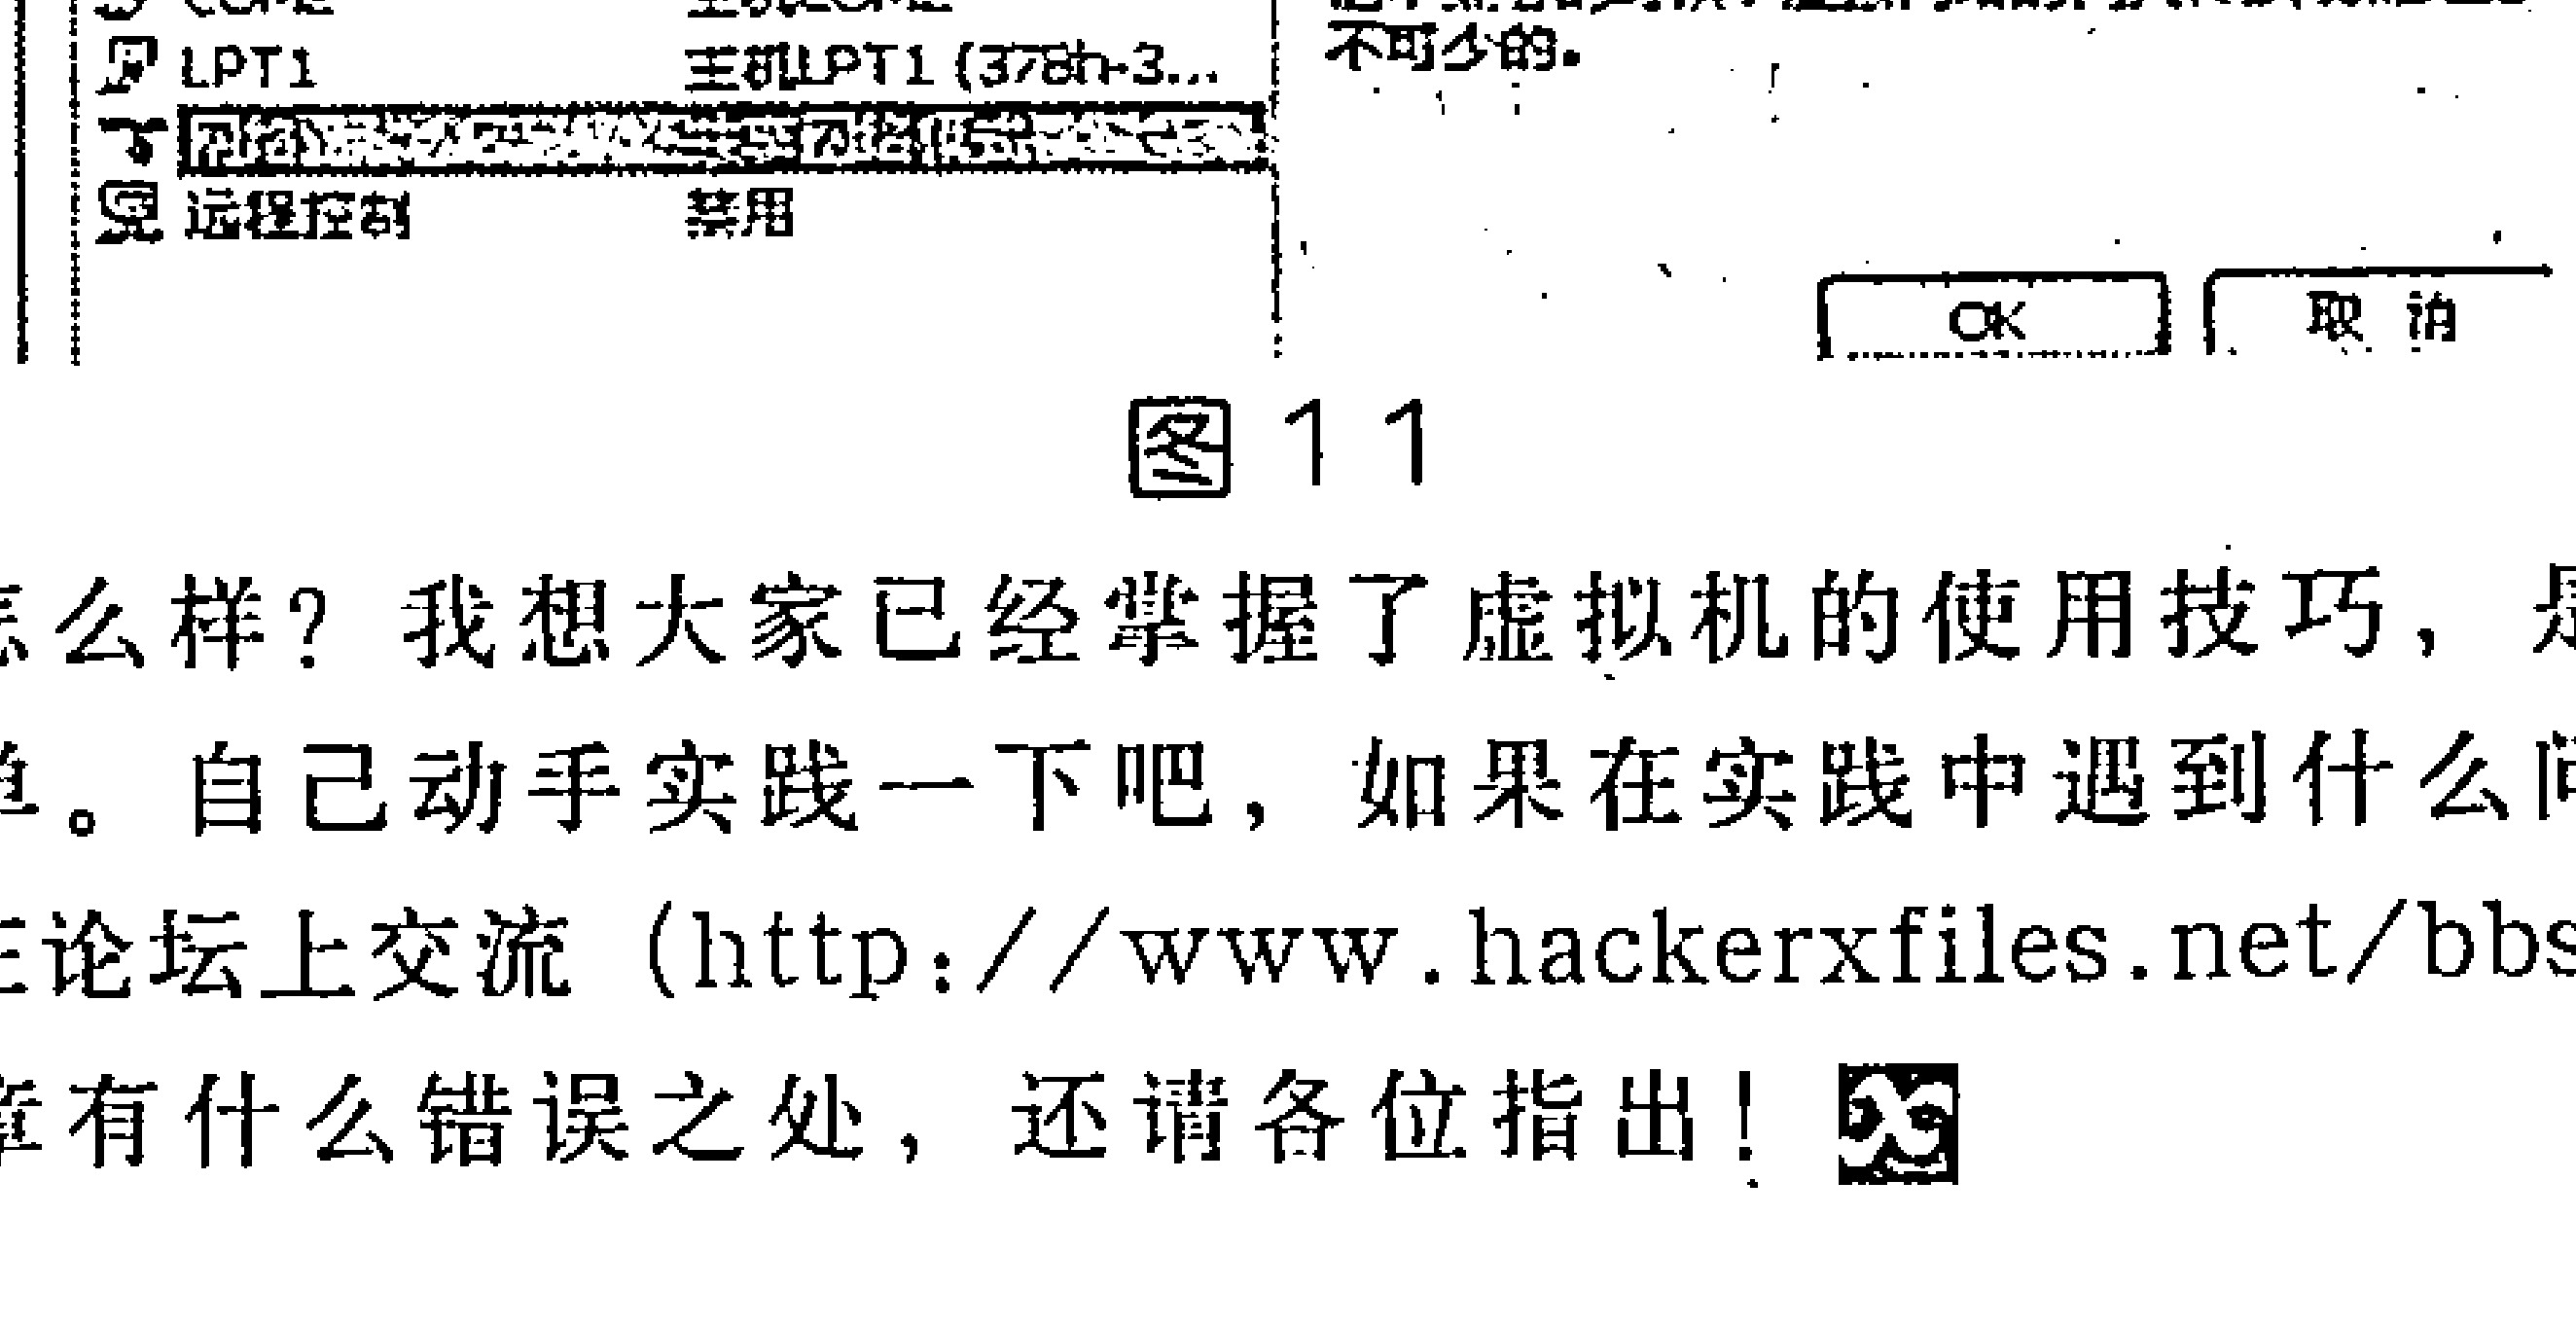 LPT1 主机LPT1 (378h-3...
不可少的。
远程控制 禁用
OK 取 消
图 11
怎么样？我想大家已经掌握了虚拟机的使用技巧，是
单。自己动手实践一下吧，如果在实践中遇到什么问
论坛上交流（http://www.hackerxfiles.net/bbs
章有什么错误之处，还请各位指出！